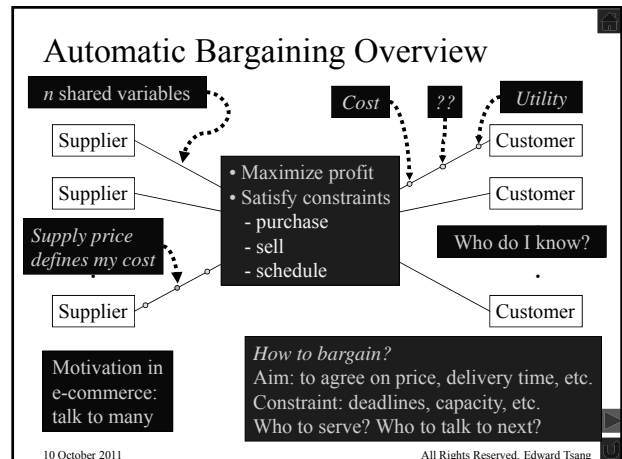 Automatic Bargaining Overview
n shared variables
Cost
??
Utility
Supplier
Customer
• Maximize profit
• Satisfy constraints
- purchase
- sell
- schedule
Supplier
Customer
Supply price
defines my cost
Who do I know?
Supplier
Customer
Motivation in
e-commerce:
talk to many
How to bargain?
Aim: to agree on price, delivery time, etc.
Constraint: deadlines, capacity, etc.
Who to serve? Who to talk to next?
10 October 2011
All Rights Reserved, Edward Tsang